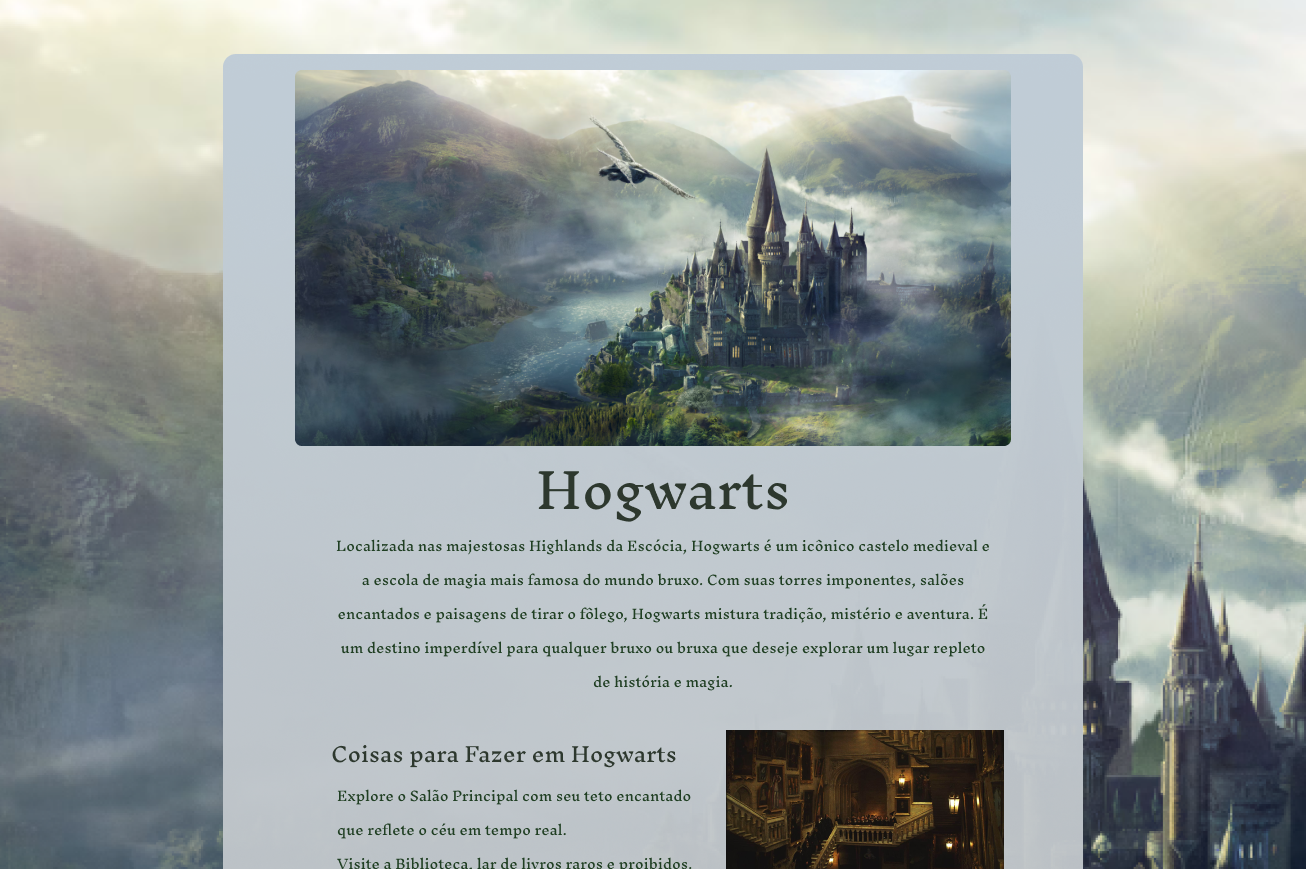 Hogwarts
Localizada nas majestosas Highlands da Escócia, Hogwarts é um icônico castelo medieval e
a escola de magia mais famosa do mundo bruxo. Com suas torres imponentes, salões
encantados e paisagens de tirar o fôlego, Hogwarts mistura tradição, mistério e aventura. É
um destino imperdível para qualquer bruxo ou bruxa que deseje explorar um lugar repleto
de história e magia.
Coisas para Fazer em Hogwarts
Explore o Salão Principal com seu teto encantado
que reflete o céu em tempo real.
Visite a Biblioteca, lar de livros raros e proibidos.